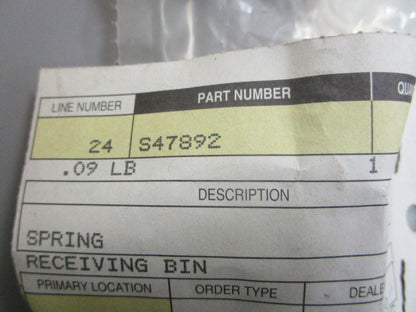 LINE NUMBER PART NUMBER
24 S47892
.09 LB 1
DESCRIPTION
SPRING
RECEIVING BIN
PRIMARY LOCATION ORDER TYPE